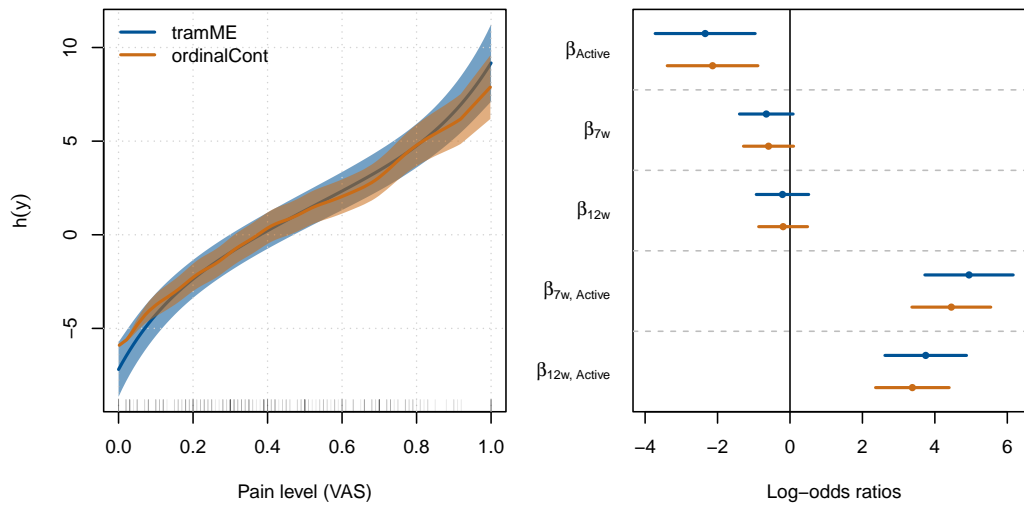 tramME
ordinalCont
10
5
0
−5
h(y)
0.0 0.2 0.4 0.6 0.8 1.0
Pain level (VAS)
βActive
β7w
β12w
β7w, Active
β12w, Active
−4 −2 0 2 4 6
Log−odds ratios